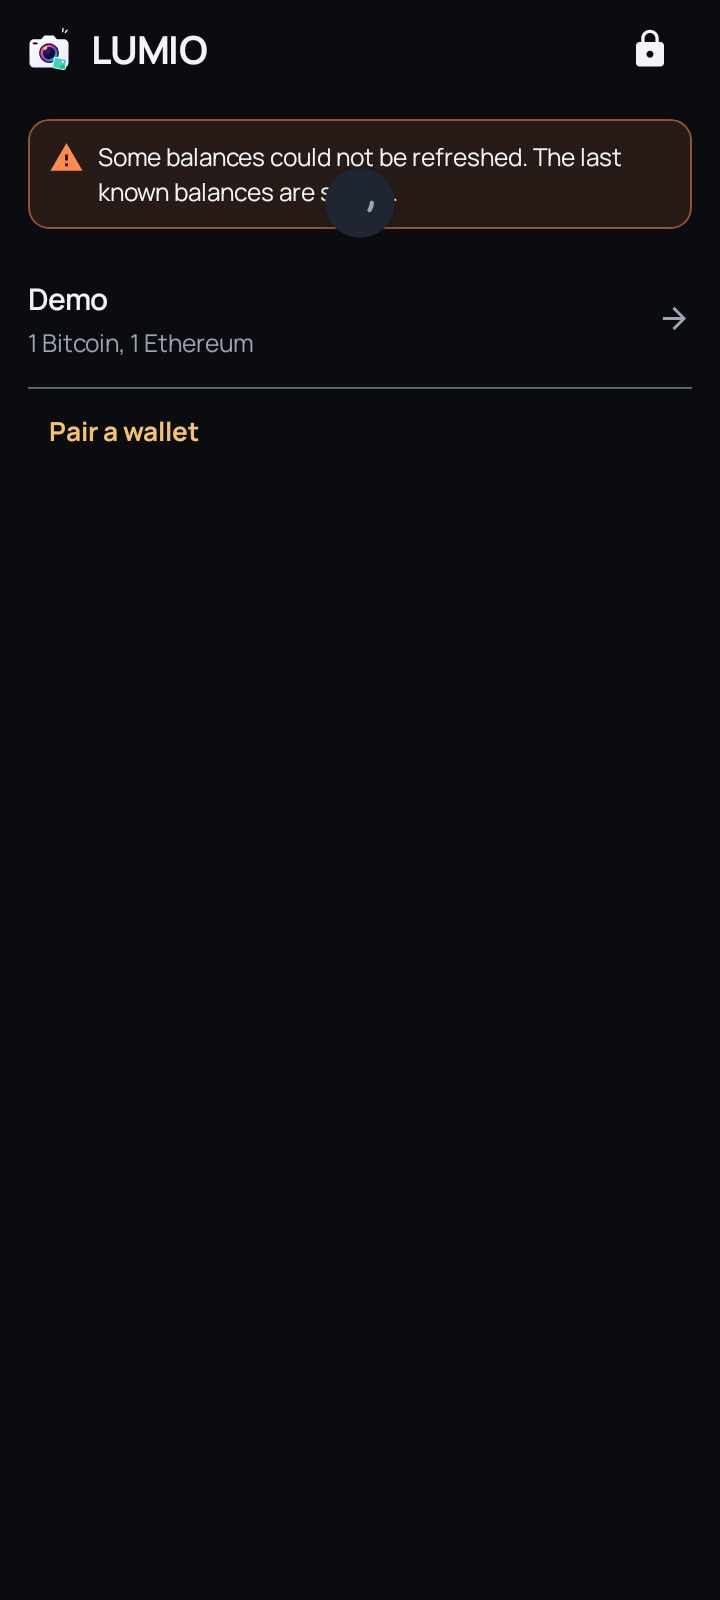 LUMIO
Some balances could not be refreshed. The last
known balances are
Demo
1 Bitcoin, 1 Ethereum
Pair a wallet